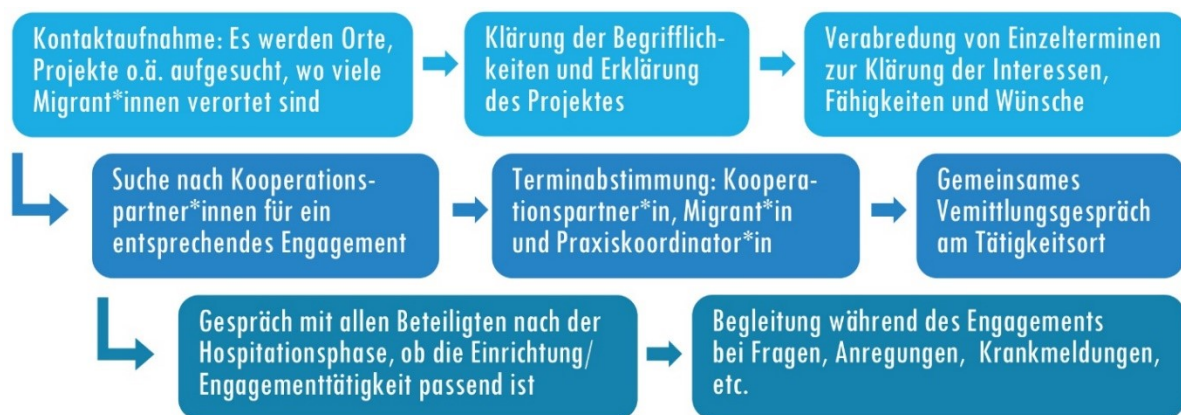 Kontaktaufnahme: Es werden Orte,
Projekte o.ä. aufgesucht, wo viele
Migrant*innen verortet sind
Klärung der Begrifflich-
keiten und Erklärung
des Projektes
Verabredung von Einzelterminen
zur Klärung der Interessen,
Fähigkeiten und Wünsche
Suche nach Kooperations-
partner*innen für ein
entsprechendes Engagement
Terminabstimmung: Koopera-
tionspartner*in, Migrant*in
und Praxiskoordinator*in
Gemeinsames
Vemittlungsgespräch
am Tätigkeitsort
Gespräch mit allen Beteiligten nach der
Hospitationsphase, ob die Einrichtung/
Engagementtätigkeit passend ist
Begleitung während des Engagements
bei Fragen, Anregungen, Krankmeldungen,
etc.